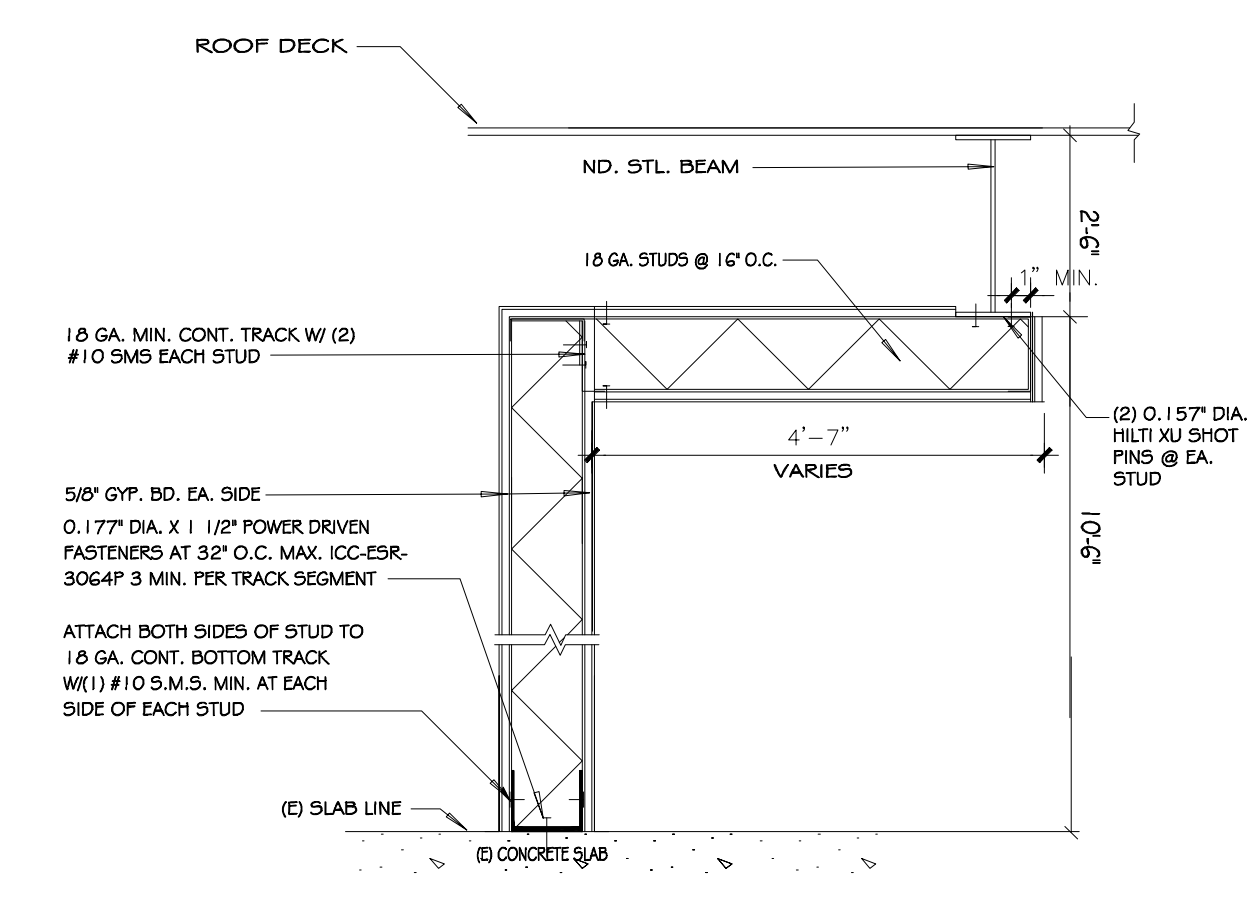 ROOF DECK
ND. STL. BEAM
2'-6"
18 GA. STUDS @ 16" O.C.
1" MIN.
18 GA. MIN. CONT. TRACK W/ (2)
#10 SMS EACH STUD
(2) 0.157" DIA.
HILTI XU SHOT
PINS @ EA.
STUD
4'-7"
VARIES
5/8" GYP. BD. EA. SIDE
0.177" DIA. X 1 1/2" POWER DRIVEN
FASTENERS AT 32" O.C. MAX. ICC-ESR-
3064P 3 MIN. PER TRACK SEGMENT
10'-6"
ATTACH BOTH SIDES OF STUD TO
18 GA. CONT. BOTTOM TRACK
W/(1) #10 S.M.S. MIN. AT EACH
SIDE OF EACH STUD
(E) SLAB LINE
(E) CONCRETE SLAB